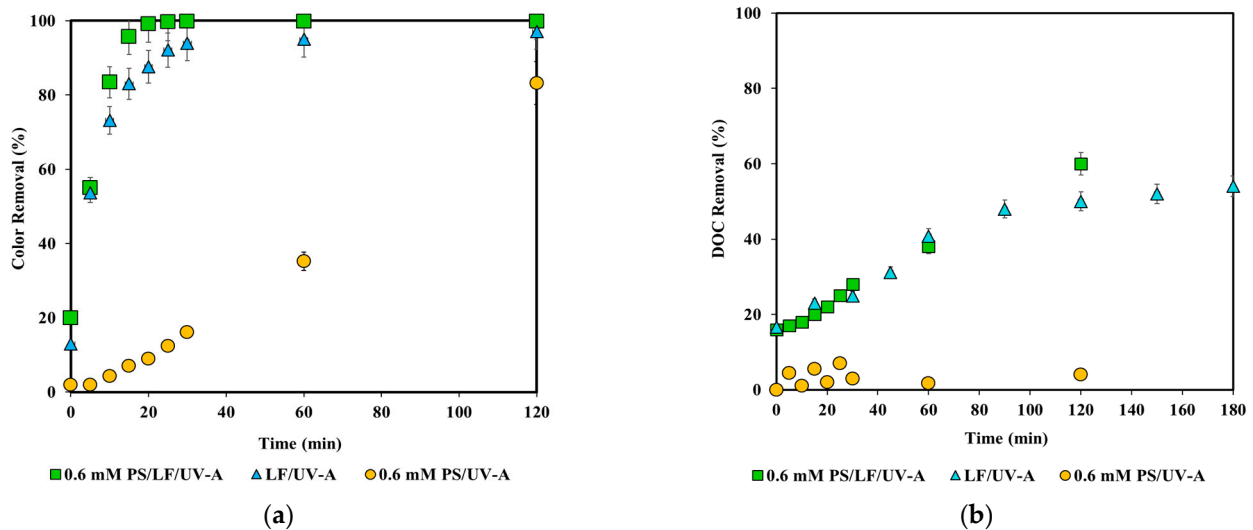 100
80
60
40
20
0
Color Removal (%)
0 20 40 60 80 100 120
Time (min)
0.6 mM PS/LF/UV-A LF/UV-A 0.6 mM PS/UV-A
(a)
100
80
60
40
20
0
DOC Removal (%)
0 20 40 60 80 100 120 140 160 180
Time (min)
0.6 mM PS/LF/UV-A LF/UV-A 0.6 mM PS/UV-A
(b)